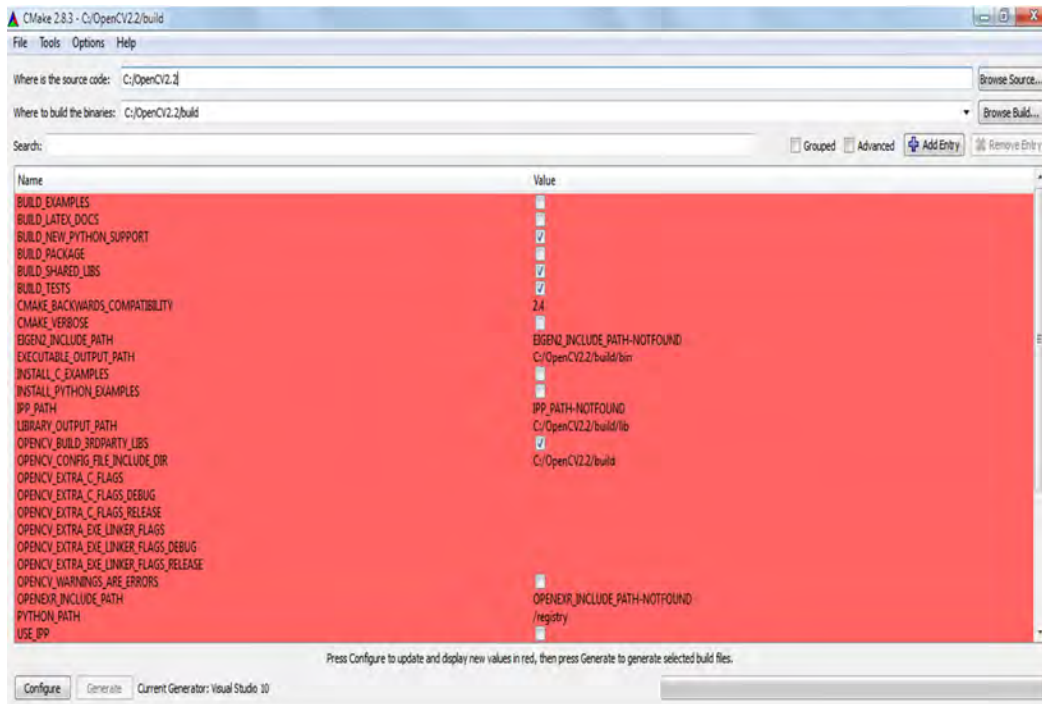 CMake 2.8.3 - C:/OpenCV2.2/build
File Tools Options Help
Where is the source code: C:/OpenCV2.2 Browse Source...
Where to build the binaries: C:/OpenCV2.2/build Browse Build...
Search: Grouped Advanced Add Entry Remove Entry
Name Value
BUILD_EXAMPLES
BUILD_LATEX_DOCS
BUILD_NEW_PYTHON_SUPPORT
BUILD_PACKAGE
BUILD_SHARED_LIBS
BUILD_TESTS
CMAKE_BACKWARDS_COMPATIBILITY 2.4
CMAKE_VERBOSE
EIGEN2_INCLUDE_PATH EIGEN2_INCLUDE_PATH-NOTFOUND
EXECUTABLE_OUTPUT_PATH C:/OpenCV2.2/build/bin
INSTALL_C_EXAMPLES
INSTALL_PYTHON_EXAMPLES
IPP_PATH IPP_PATH-NOTFOUND
LIBRARY_OUTPUT_PATH C:/OpenCV2.2/build/lib
OPENCV_BUILD_3RDPARTY_LIBS
OPENCV_CONFIG_FILE_INCLUDE_DIR C:/OpenCV2.2/build
OPENCV_EXTRA_C_FLAGS
OPENCV_EXTRA_C_FLAGS_DEBUG
OPENCV_EXTRA_C_FLAGS_RELEASE
OPENCV_EXTRA_EXE_LINKER_FLAGS
OPENCV_EXTRA_EXE_LINKER_FLAGS_DEBUG
OPENCV_EXTRA_EXE_LINKER_FLAGS_RELEASE
OPENCV_WARNINGS_ARE_ERRORS
OPENEXR_INCLUDE_PATH OPENEXR_INCLUDE_PATH-NOTFOUND
PYTHON_PATH /registry
USE_IPP
Press Configure to update and display new values in red, then press Generate to generate selected build files.
Configure Generate Current Generator: Visual Studio 10